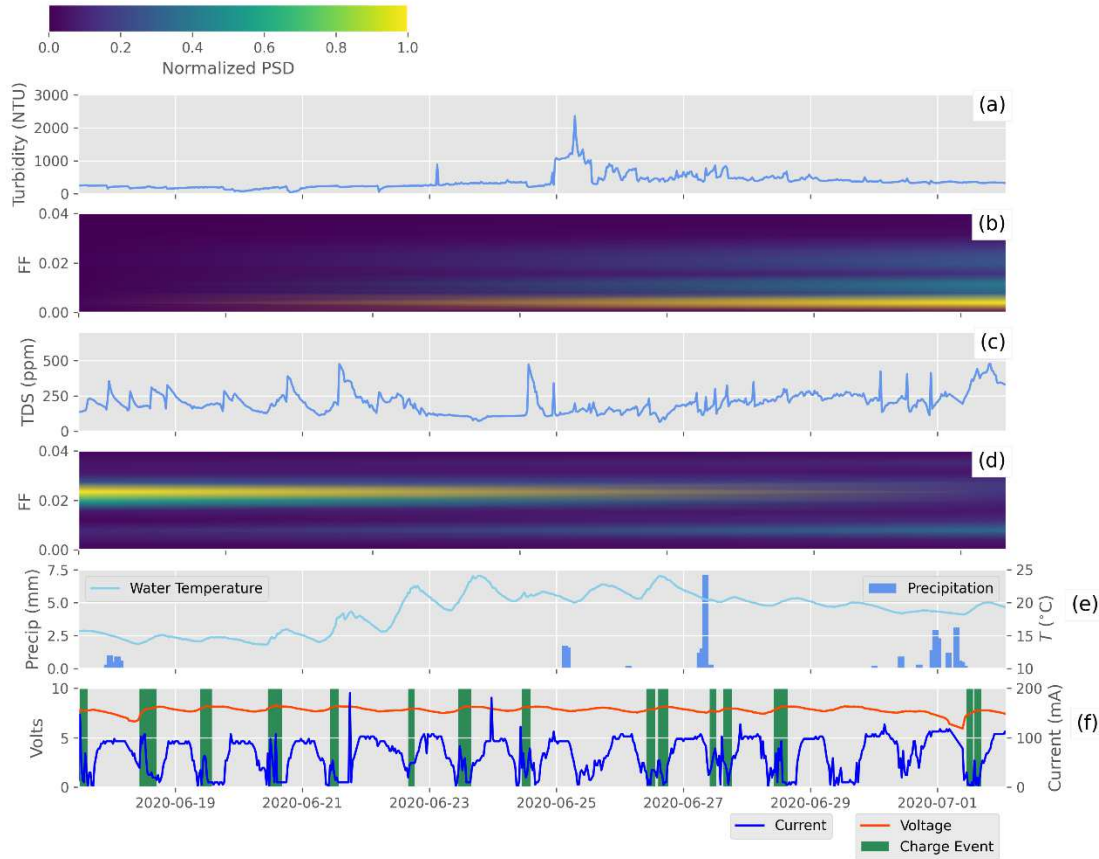 0.0 0.2 0.4 0.6 0.8 1.0
Normalized PSD
(a)
Turbidity (NTU)
3000
2000
1000
0
(b)
FF
0.04
0.02
0.00
(c)
TDS (ppm)
500
250
0
(d)
FF
0.04
0.02
0.00
(e)
Precip (mm)
7.5
5.0
2.5
0.0
Water Temperature
Precipitation
25
20
15
10
T (°C)
(f)
Volts
10
5
0
200
100
0
Current (mA)
2020-06-19 2020-06-21 2020-06-23 2020-06-25 2020-06-27 2020-06-29 2020-07-01
Current
Voltage
Charge Event